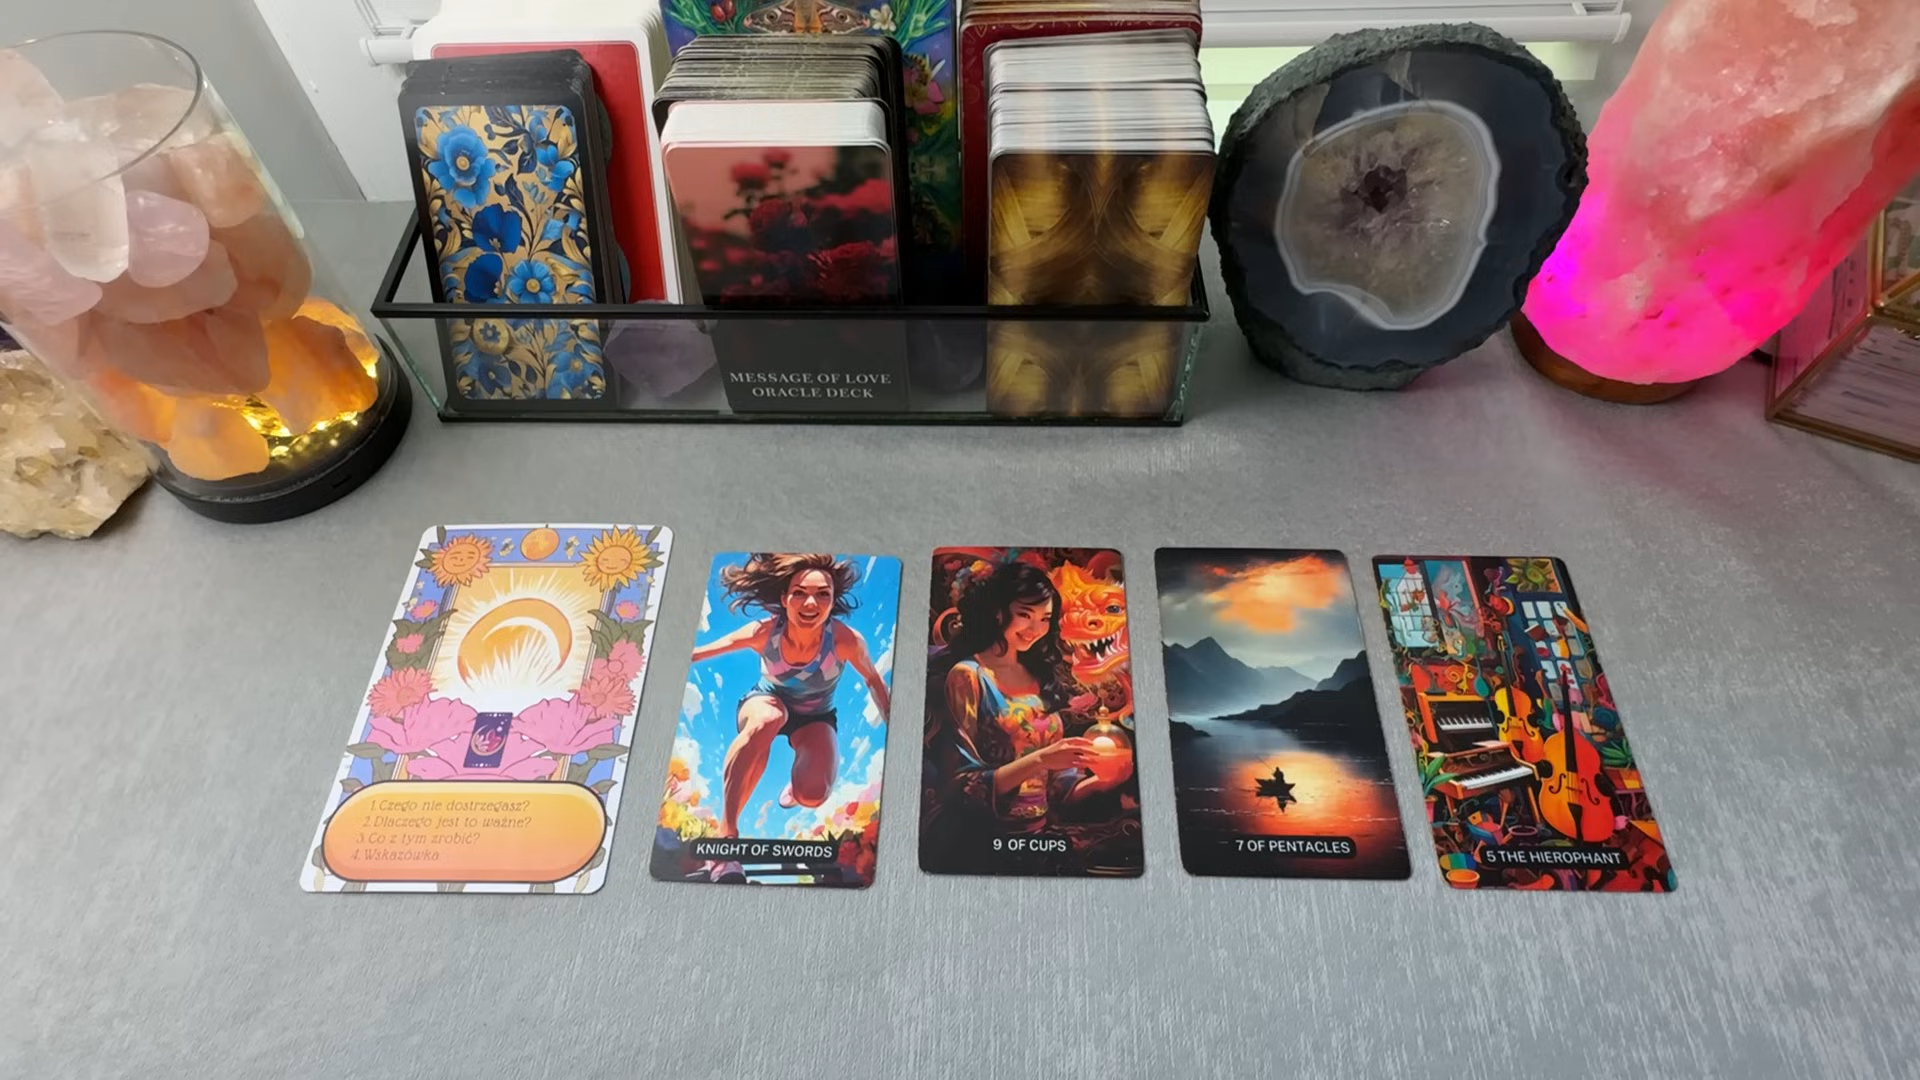 MESSAGE OF LOVE
ORACLE DECK
1. Czego nie dostrzegasz?
2. Dlaczego jest to ważne?
3. Co z tym zrobić?
4. Wskazówka
KNIGHT OF SWORDS
9 OF CUPS
7 OF PENTACLES
5 THE HIEROPHANT